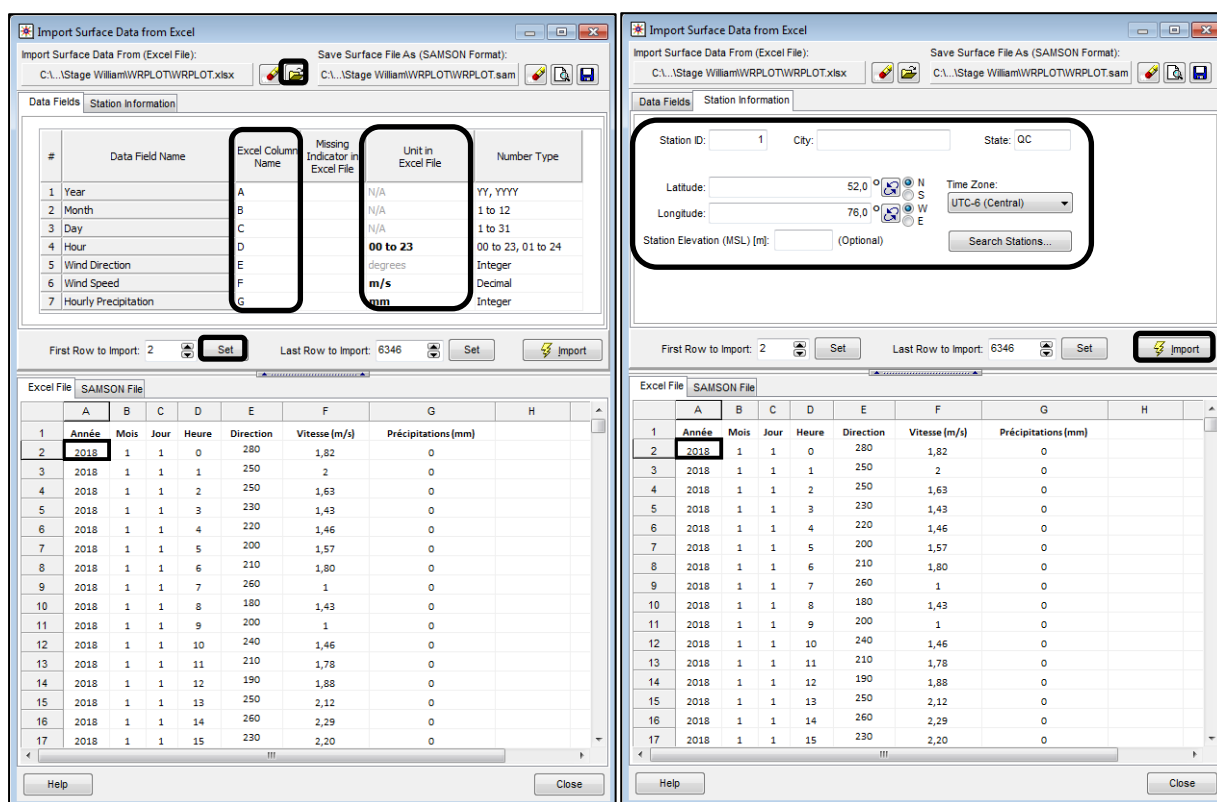 Import Surface Data from Excel
Import Surface Data From (Excel File): Save Surface File As (SAMSON Format):
C:\...\Stage William\WRPLOT\WRPLOT.xlsx C:\...\Stage William\WRPLOT\WRPLOT.sam
Data Fields Station Information
# Data Field Name Excel Column Name Missing Indicator in Excel File Unit in Excel File Number Type
1 Year A N/A YY, YYYY
2 Month B N/A 1 to 12
3 Day C N/A 1 to 31
4 Hour D 00 to 23 00 to 23, 01 to 24
5 Wind Direction E degrees Integer
6 Wind Speed F m/s Decimal
7 Hourly Precipitation G mm Integer
First Row to Import: 2 Set Last Row to Import: 6346 Set Import
Excel File SAMSON File
A B C D E F G H
1 Année Mois Jour Heure Direction Vitesse (m/s) Précipitations (mm)
2 2018 1 1 0 280 1,82 0
3 2018 1 1 1 250 2 0
4 2018 1 1 2 250 1,63 0
5 2018 1 1 3 230 1,43 0
6 2018 1 1 4 220 1,46 0
7 2018 1 1 5 200 1,57 0
8 2018 1 1 6 210 1,80 0
9 2018 1 1 7 260 1 0
10 2018 1 1 8 180 1,43 0
11 2018 1 1 9 200 1 0
12 2018 1 1 10 240 1,46 0
13 2018 1 1 11 210 1,78 0
14 2018 1 1 12 190 1,88 0
15 2018 1 1 13 250 2,12 0
16 2018 1 1 14 260 2,29 0
17 2018 1 1 15 230 2,20 0
Help Close
Import Surface Data from Excel
Import Surface Data From (Excel File): Save Surface File As (SAMSON Format):
C:\...\Stage William\WRPLOT\WRPLOT.xlsx C:\...\Stage William\WRPLOT\WRPLOT.sam
Data Fields Station Information
Station ID: 1 City: State: QC
Latitude: 52,0 ° N S Time Zone:
UTC-6 (Central)
Longitude: 76,0 ° W E
Station Elevation (MSL) [m]: (Optional) Search Stations...
First Row to Import: 2 Set Last Row to Import: 6346 Set Import
Excel File SAMSON File
A B C D E F G H
1 Année Mois Jour Heure Direction Vitesse (m/s) Précipitations (mm)
2 2018 1 1 0 280 1,82 0
3 2018 1 1 1 250 2 0
4 2018 1 1 2 250 1,63 0
5 2018 1 1 3 230 1,43 0
6 2018 1 1 4 220 1,46 0
7 2018 1 1 5 200 1,57 0
8 2018 1 1 6 210 1,80 0
9 2018 1 1 7 260 1 0
10 2018 1 1 8 180 1,43 0
11 2018 1 1 9 200 1 0
12 2018 1 1 10 240 1,46 0
13 2018 1 1 11 210 1,78 0
14 2018 1 1 12 190 1,88 0
15 2018 1 1 13 250 2,12 0
16 2018 1 1 14 260 2,29 0
17 2018 1 1 15 230 2,20 0
Help Close